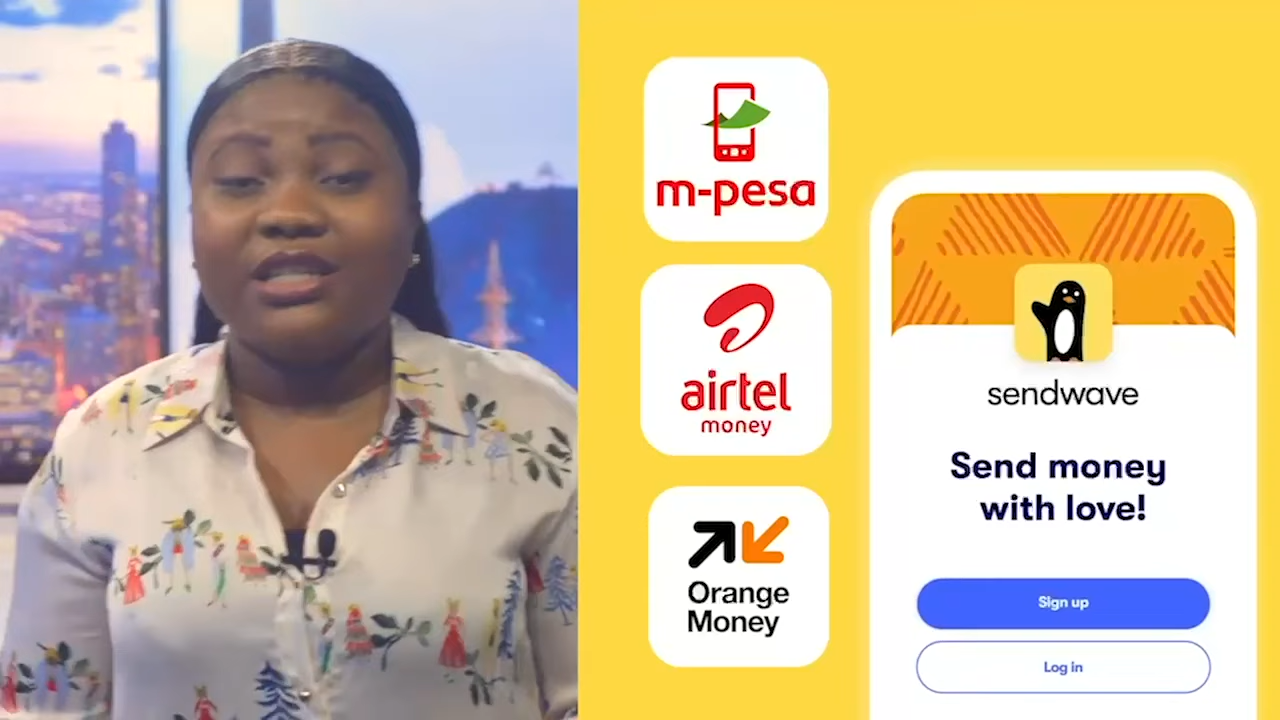 m-pesa
airtel
money
Orange
Money
sendwave
Send money
with love!
Sign up
Log in